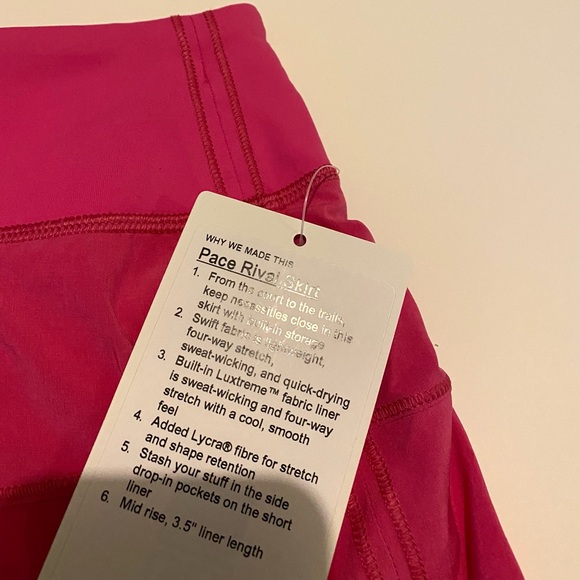 WHY WE MADE THIS
Pace Rival Skirt
1. From the court to the trails,
keep necessities close in this
skirt with built-in storage
2. Swift fabric is lightweight,
four-way stretch,
sweat-wicking, and quick-drying
3. Built-in Luxtreme™ fabric liner
is sweat-wicking and four-way
stretch with a cool, smooth
feel
4. Added Lycra® fibre for stretch
and shape retention
5. Stash your stuff in the side
drop-in pockets on the short
liner
6. Mid rise, 3.5" liner length